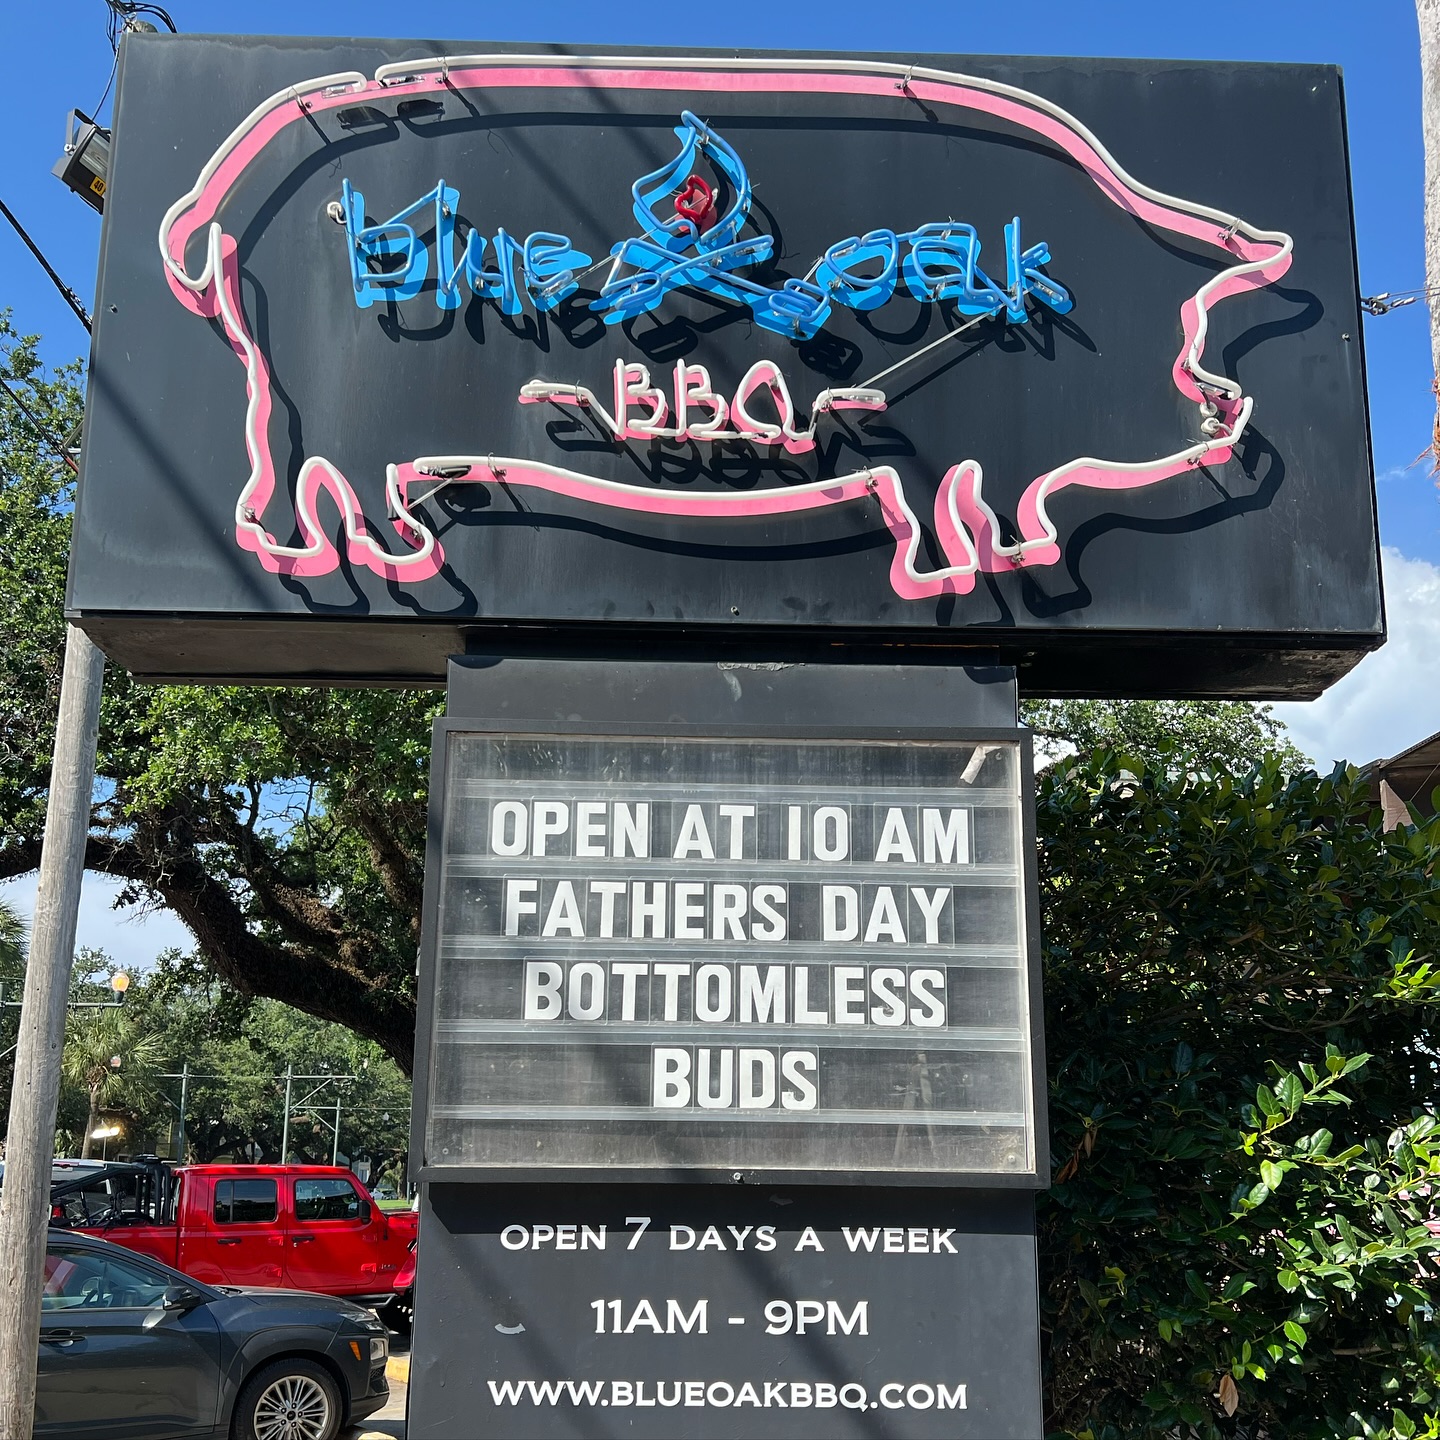 blue oak
BBQ
OPEN AT 10 AM
FATHERS DAY
BOTTOMLESS
BUDS
OPEN 7 DAYS A WEEK
11AM - 9PM
WWW.BLUEOAKBBQ.COM